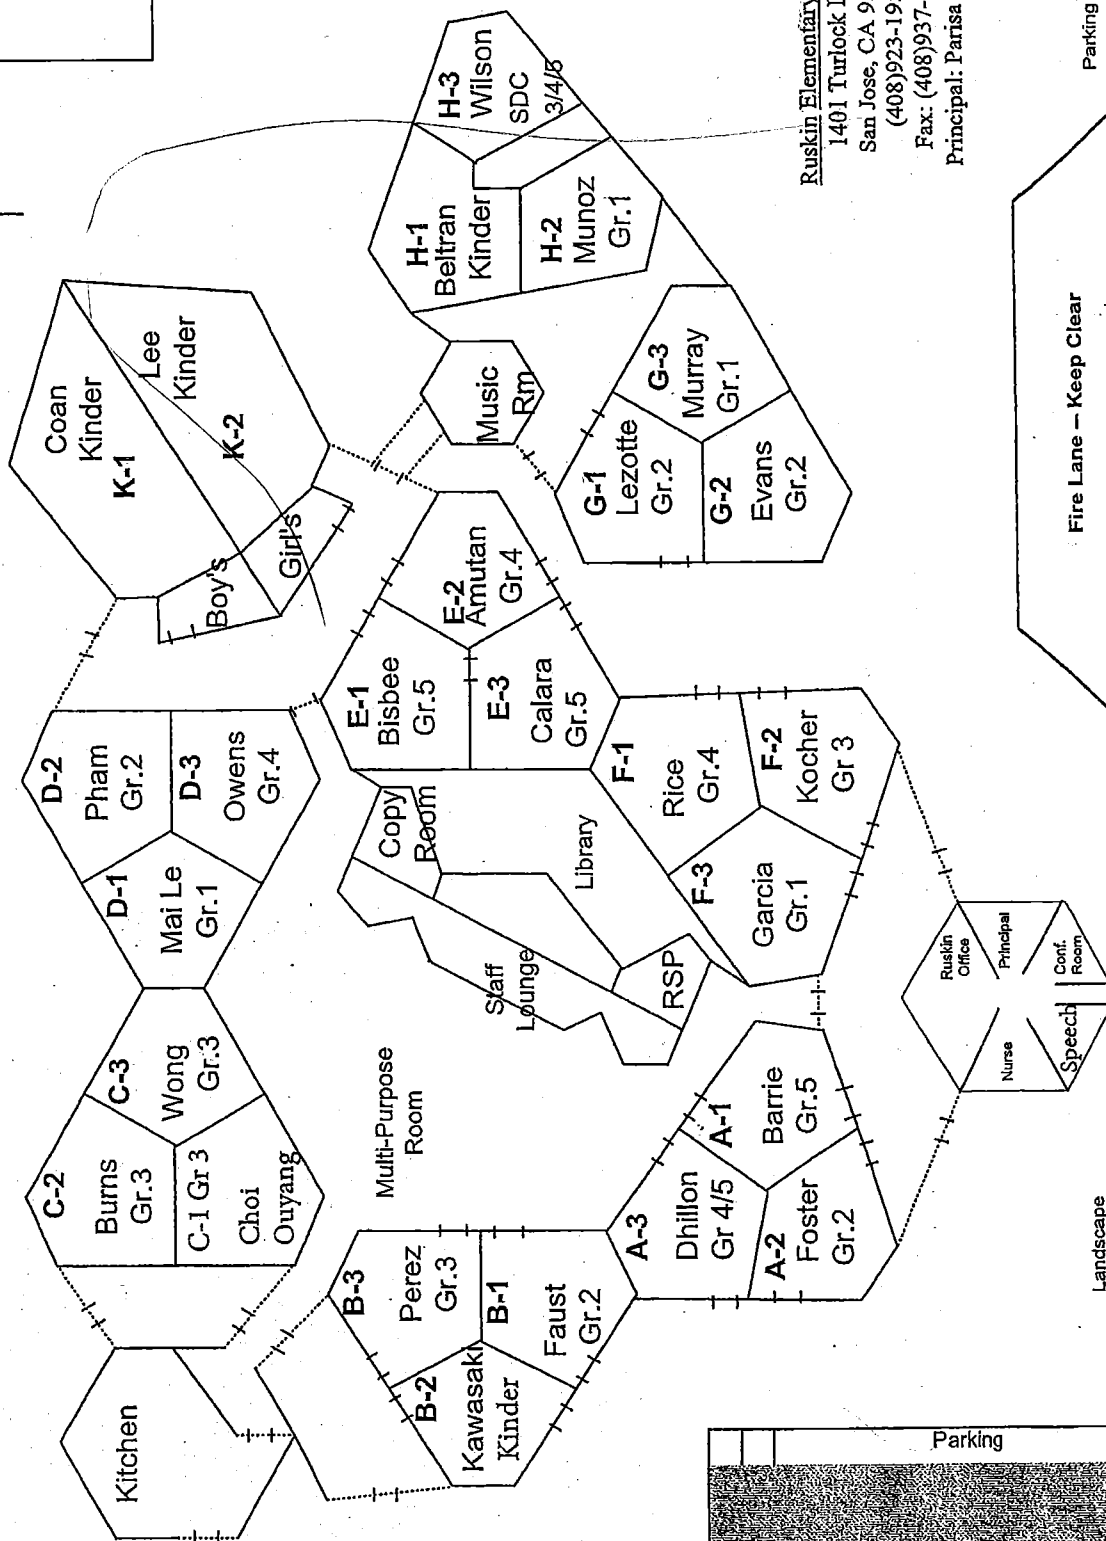 Ruskin Elementary
1401 Turlock
San Jose, CA 9
(408)923-19
Fax: (408)937-
Principal: Parisa
Parking
Fire Lane – Keep Clear
Coan
Kinder
K-1
Lee
Kinder
K-2
Boy's
Girl's
H-3
Wilson
SDC
3/4/5
H-1
Beltran
Kinder
H-2
Munoz
Gr.1
Music
Rm
G-1
Lezotte
Gr.2
G-3
Murray
Gr.1
G-2
Evans
Gr.2
D-2
Pham
Gr.2
D-3
Owens
Gr.4
D-1
Mai Le
Gr.1
E-1
Bisbee
Gr.5
E-2
Amutan
Gr.4
E-3
Calara
Gr.5
Copy
Room
Library
Staff
Lounge
RSP
F-1
Rice
Gr.4
F-2
Kocher
Gr 3
F-3
Garcia
Gr.1
C-2
Burns
Gr.3
C-3
Wong
Gr.3
C-1 Gr 3
Choi
Ouyang
Multi-Purpose
Room
Kitchen
B-3
Perez
Gr.3
B-2
Kawasaki
Kinder
B-1
Faust
Gr.2
A-3
Dhillon
Gr 4/5
A-1
Barrie
Gr.5
A-2
Foster
Gr.2
Ruskin
Office
Principal
Conf.
Room
Nurse
Speech
Landscape
Parking